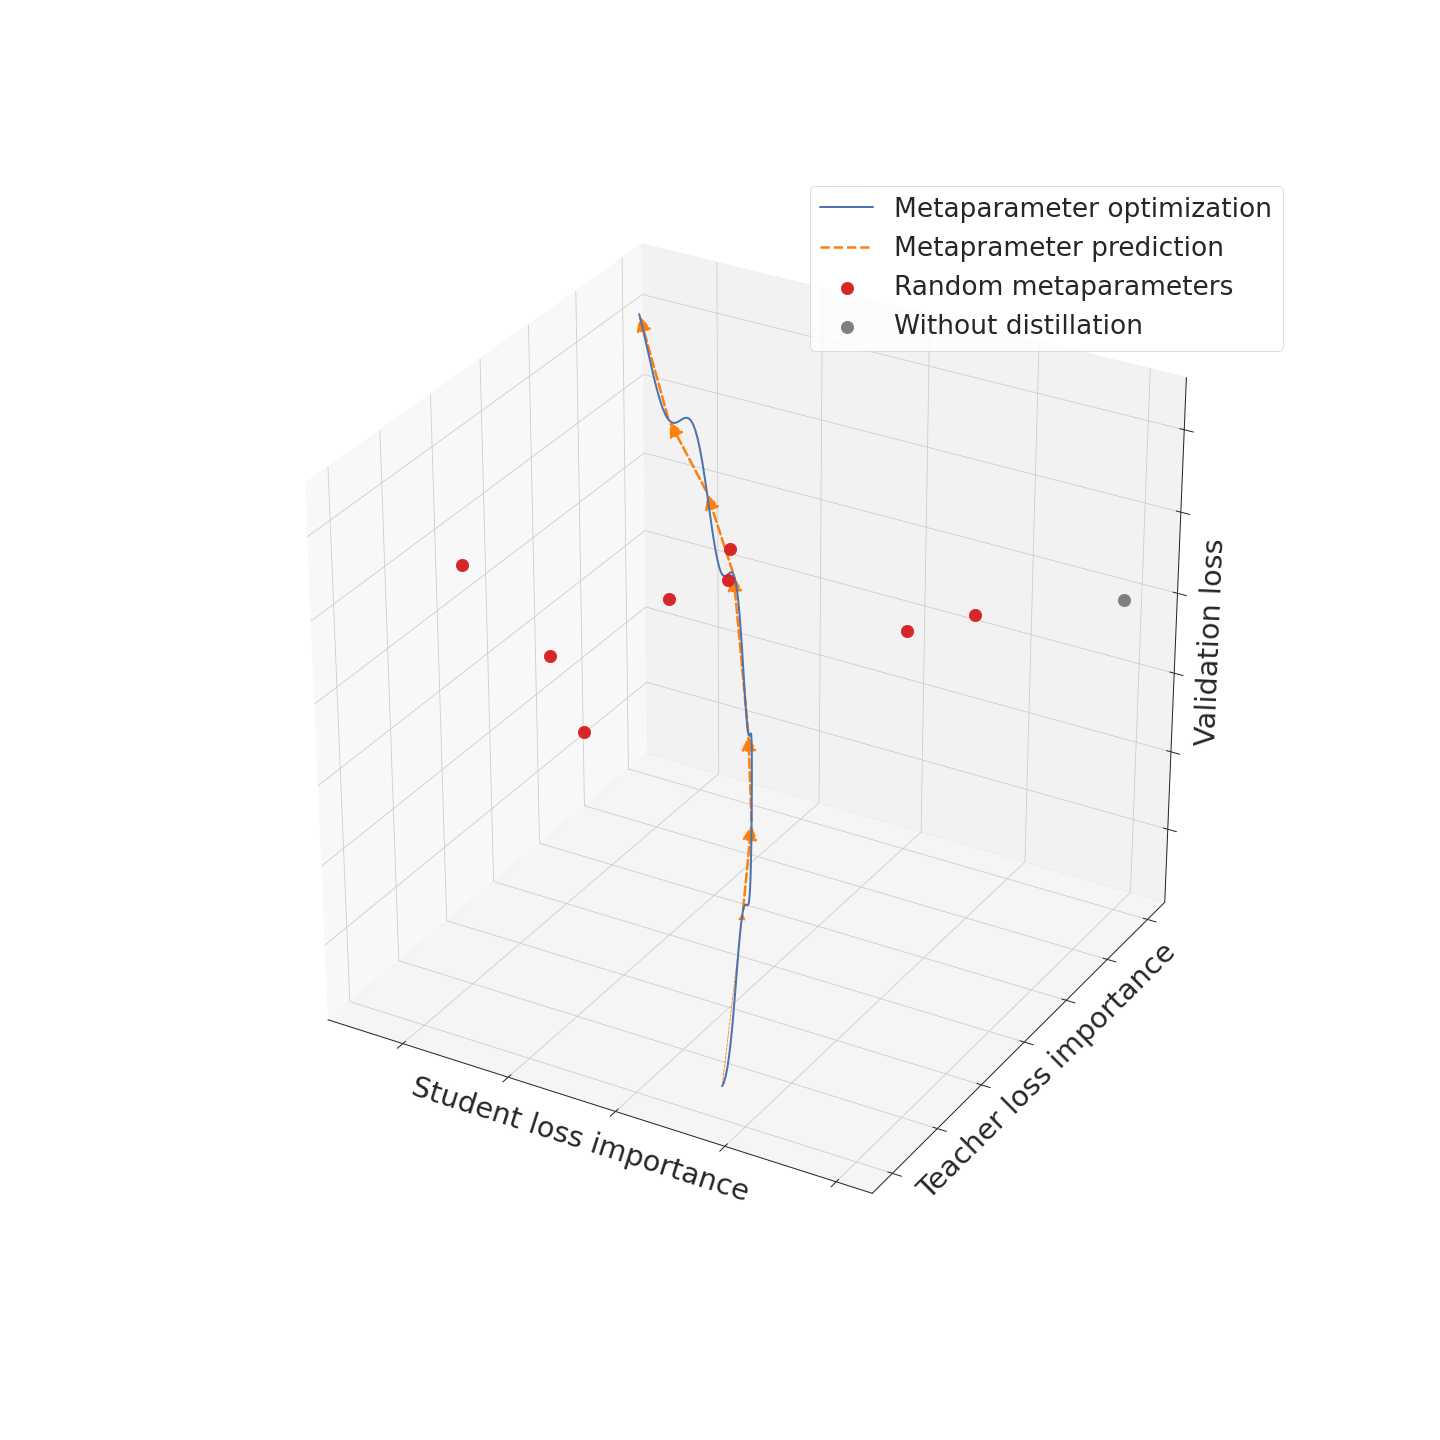 Metaparameter optimization
Metaprameter prediction
Random metaparameters
Without distillation
Validation loss
Teacher loss importance
Student loss importance